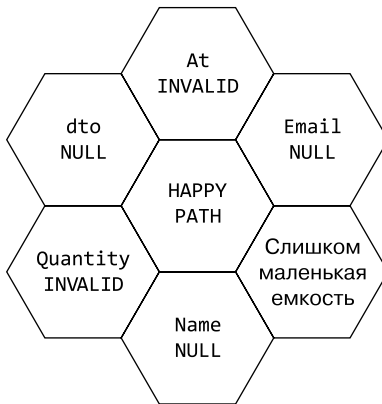 At
INVALID
dto
NULL
Email
NULL
HAPPY
PATH
Quantity
INVALID
Слишком
маленькая
емкость
Name
NULL